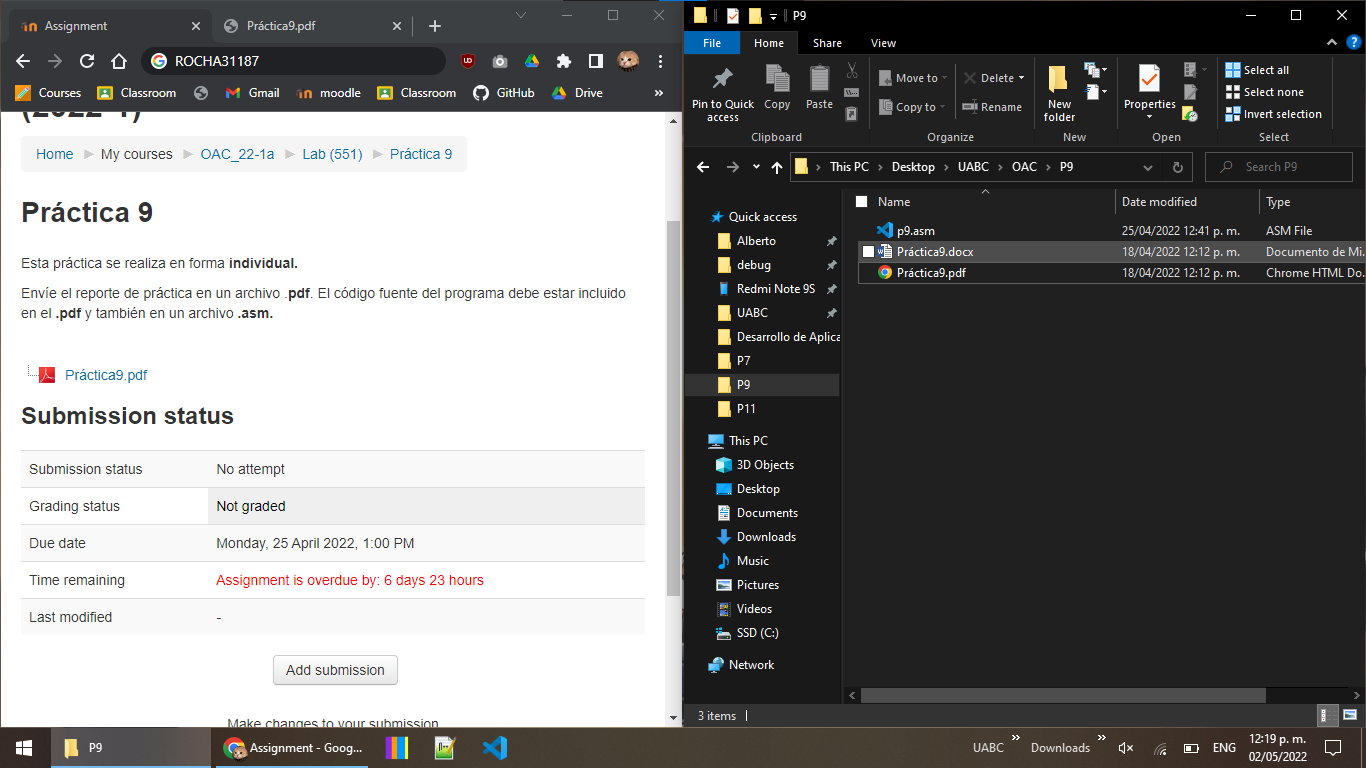 Assignment
Práctica9.pdf
ROCHA31187
Courses
Classroom
Gmail
moodle
Classroom
GitHub
Drive
»
Home
My courses
OAC_22-1a
Lab (551)
Práctica 9
Práctica 9
Esta práctica se realiza en forma individual.
Envíe el reporte de práctica en un archivo .pdf. El código fuente del programa debe estar incluido
en el .pdf y también en un archivo .asm.
Práctica9.pdf
Submission status
Submission status No attempt
Grading status Not graded
Due date Monday, 25 April 2022, 1:00 PM
Time remaining Assignment is overdue by: 6 days 23 hours
Last modified -
Add submission
Make changes to your submission
P9
File Home Share View
Pin to Quick
access
Copy
Paste
Clipboard
Move to
Copy to
Delete
Rename
Organize
New
folder
New
Properties
Open
Select all
Select none
Invert selection
Select
This PC > Desktop > UABC > OAC > P9
Search P9
Quick access
Alberto
debug
Redmi Note 9S
UABC
Desarrollo de Aplica
P7
P9
P11
This PC
3D Objects
Desktop
Documents
Downloads
Music
Pictures
Videos
SSD (C:)
Network
Name Date modified Type
p9.asm 25/04/2022 12:41 p. m. ASM File
Práctica9.docx 18/04/2022 12:12 p. m. Documento de Mi...
Práctica9.pdf 18/04/2022 12:12 p. m. Chrome HTML Do...
3 items
P9
Assignment - Goog...
UABC »
Downloads »
ENG
12:19 p. m.
02/05/2022